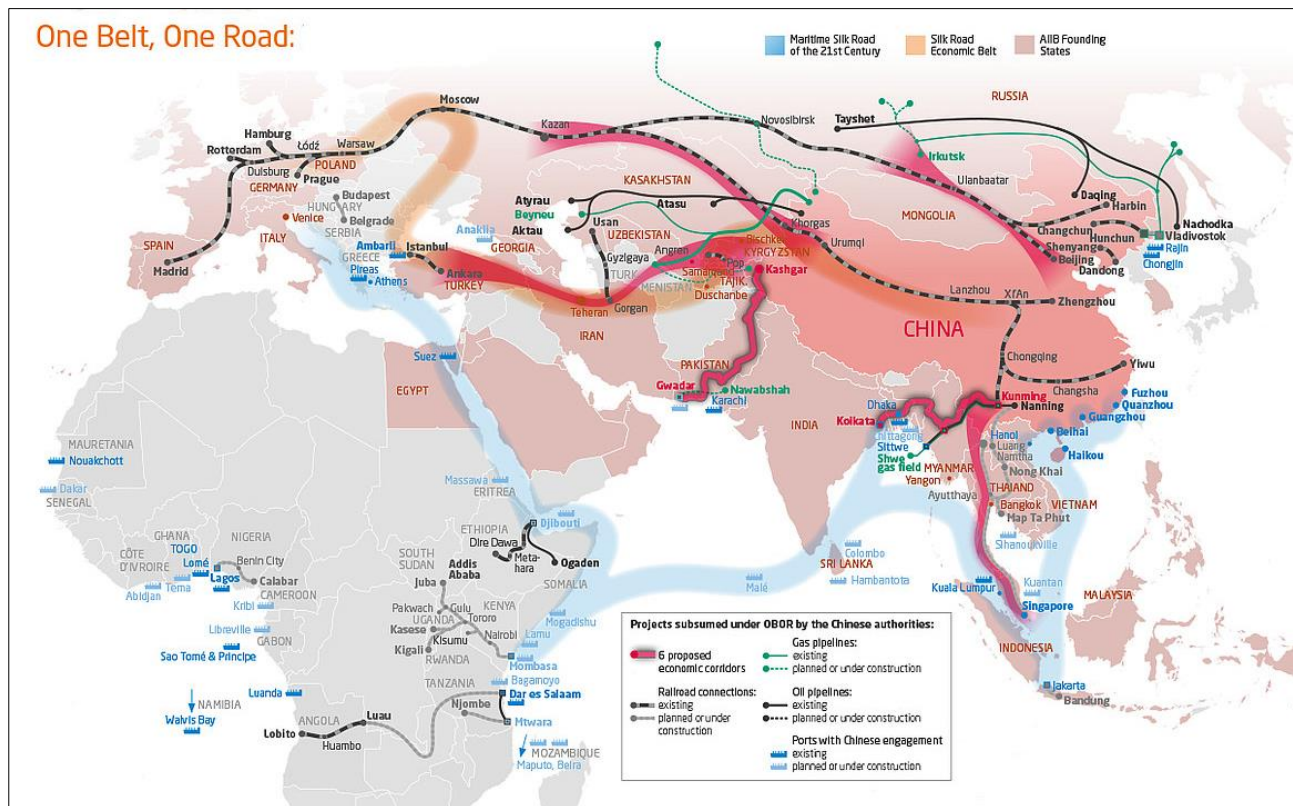 One Belt, One Road:
Maritime Silk Road
of the 21st Century
Silk Road
Economic Belt
AIIB Founding
States
RUSSIA
Moscow
Kazan
Novosibirsk
Tayshet
Hamburg
Rotterdam
Łódź
Warsaw
Duisburg
POLAND
Prague
GERMANY
Irkutsk
Ulanbaatar
Budapest
HUNGARY
Belgrade
SERBIA
Venice
ITALY
KASAKHSTAN
Atyrau
Beyneu
Aktau
Atasu
Usan
UZBEKISTAN
Khorgas
MONGOLIA
Daqing
Harbin
Changchun
Hunchun
Shenyang
Nachodka
Vladivostok
Rajin
Chongjin
Beijing
Dandong
SPAIN
Madrid
Anaklia
GEORGIA
Ambarli
Istanbul
GREECE
Pireas
Athens
Ankara
TURKEY
Angren
Bischkek
KYRGYZSTAN
Urumqi
Gyzlgaya
Pop
TURK
MENISTAN
Samarqand
TAJIK.
Duschanbe
Kashgar
Lanzhou
Xi'An
Zhengzhou
Teheran
Gorgan
IRAN
CHINA
Suez
EGYPT
PAKISTAN
Gwadar
Nawabshah
Karachi
Chongqing
Yiwu
Changsha
Fuzhou
Quanzhou
Guangzhou
Kunming
Nanning
Beihai
Haikou
INDIA
Dhaka
Kolkata
Chittagong
Sittwe
Shwe
gas field
MYANMAR
Yangon
Hanoi
Luang
Namtha
Nong Khai
THAILAND
VIETNAM
Ayutthaya
Bangkok
Map Ta Phut
Sihanoukville
MAURETANIA
Nouakchott
Dakar
SENEGAL
Massawa
ERITREA
Djibouti
ETHIOPIA
Dire Dawa
Meta-
hara
Ogaden
SOMALIA
GHANA
TOGO
Lomé
NIGERIA
CÔTE
D'IVOIRE
Lagos
Benin City
Tema
Abidjan
Calabar
CAMEROON
Kribi
Libreville
GABON
Sao Tomé & Principe
SOUTH
SUDAN
Addis
Ababa
Juba
Pakwach
Gulu
UGANDA
Tororo
KENYA
Kasese
Kisumu
Nairobi
Kigali
RWANDA
Lamu
Mogadishu
Mombasa
TANZANIA
Bagamoyo
Dar es Salaam
Njombe
Mtwara
MOZAMBIQUE
Maputo, Beira
Luanda
NAMIBIA
Walvis Bay
ANGOLA
Luau
Lobito
Huambo
Colombo
SRI LANKA
Hambantota
Malé
Kuala Lumpur
Kuantan
Singapore
MALAYSIA
INDONESIA
Jakarta
Bandung
Projects subsumed under OBOR by the Chinese authorities:
6 proposed
economic corridors
Railroad connections:
existing
planned or under
construction
Gas pipelines:
existing
planned or under construction
Oil pipelines:
existing
planned or under construction
Ports with Chinese engagement
existing
planned or under construction